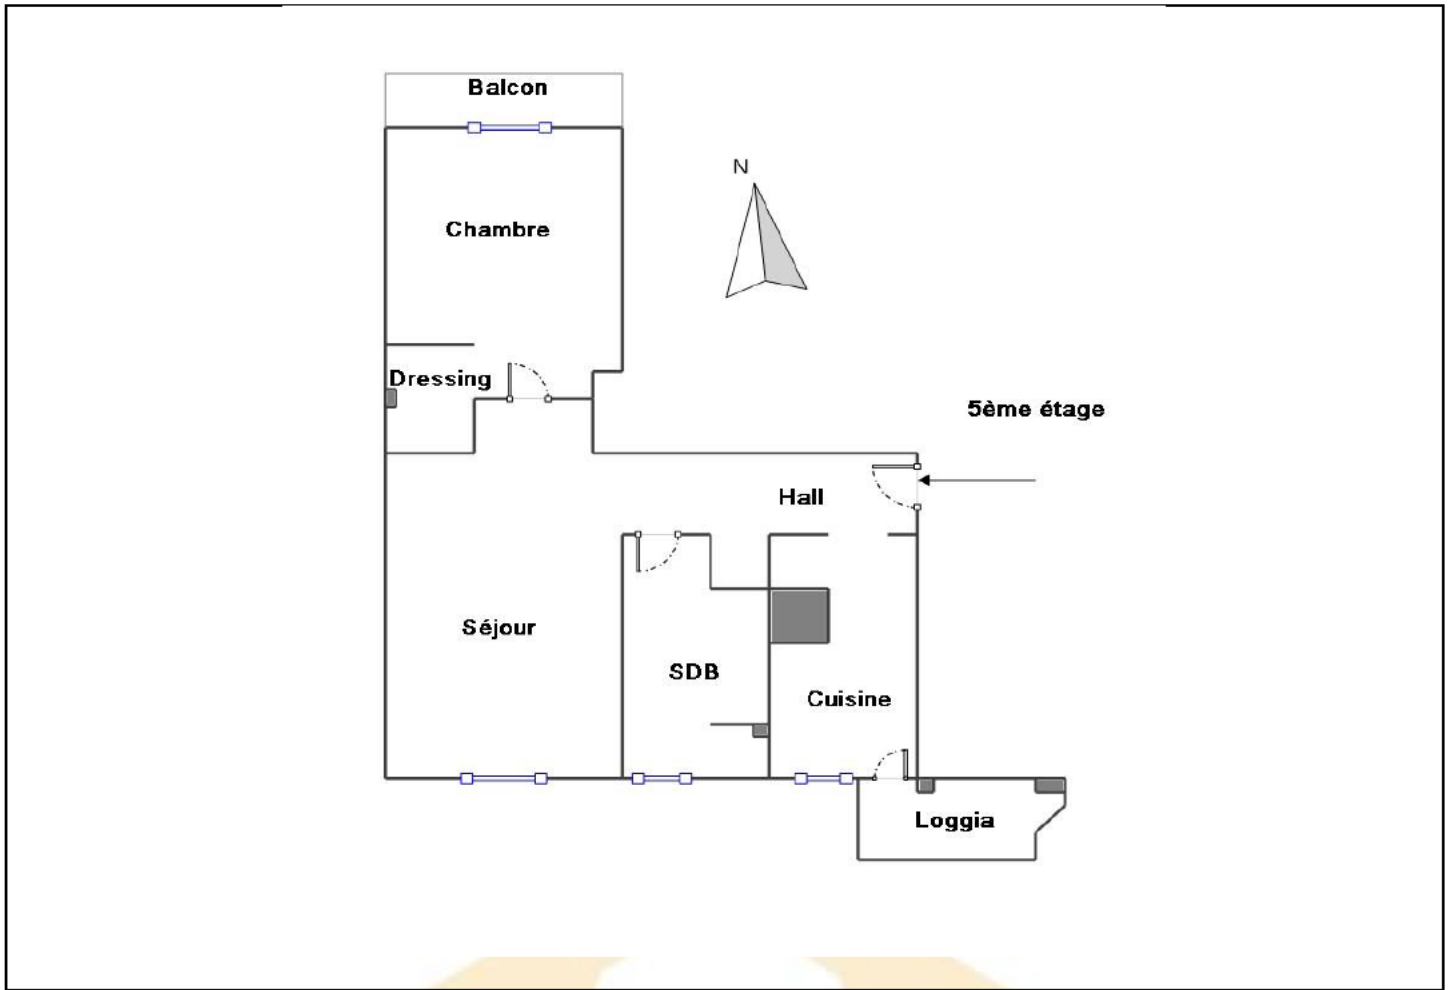 Balcon
N
Chambre
Dressing
5ème étage
Hall
Séjour
SDB
Cuisine
Loggia